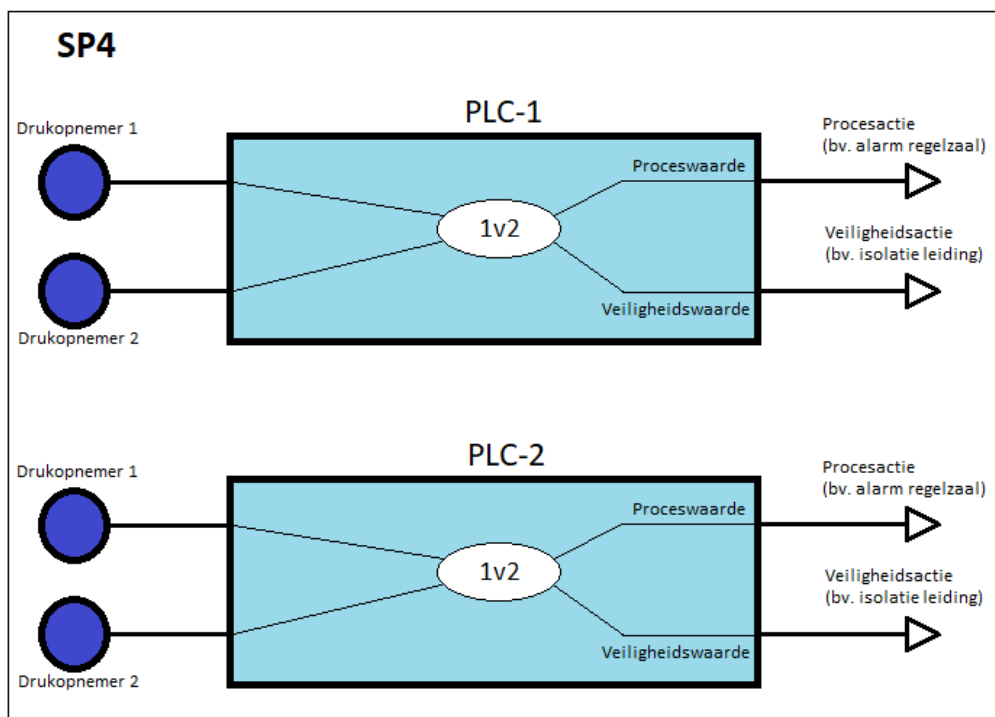 SP4
PLC-1
Drukopnemer 1
Drukopnemer 2
1v2
Proceswaarde
Veiligheidswaarde
Procesactie
(bv. alarm regelzaal)
Veiligheidsactie
(bv. isolatie leiding)
PLC-2
Drukopnemer 1
Drukopnemer 2
1v2
Proceswaarde
Veiligheidswaarde
Procesactie
(bv. alarm regelzaal)
Veiligheidsactie
(bv. isolatie leiding)